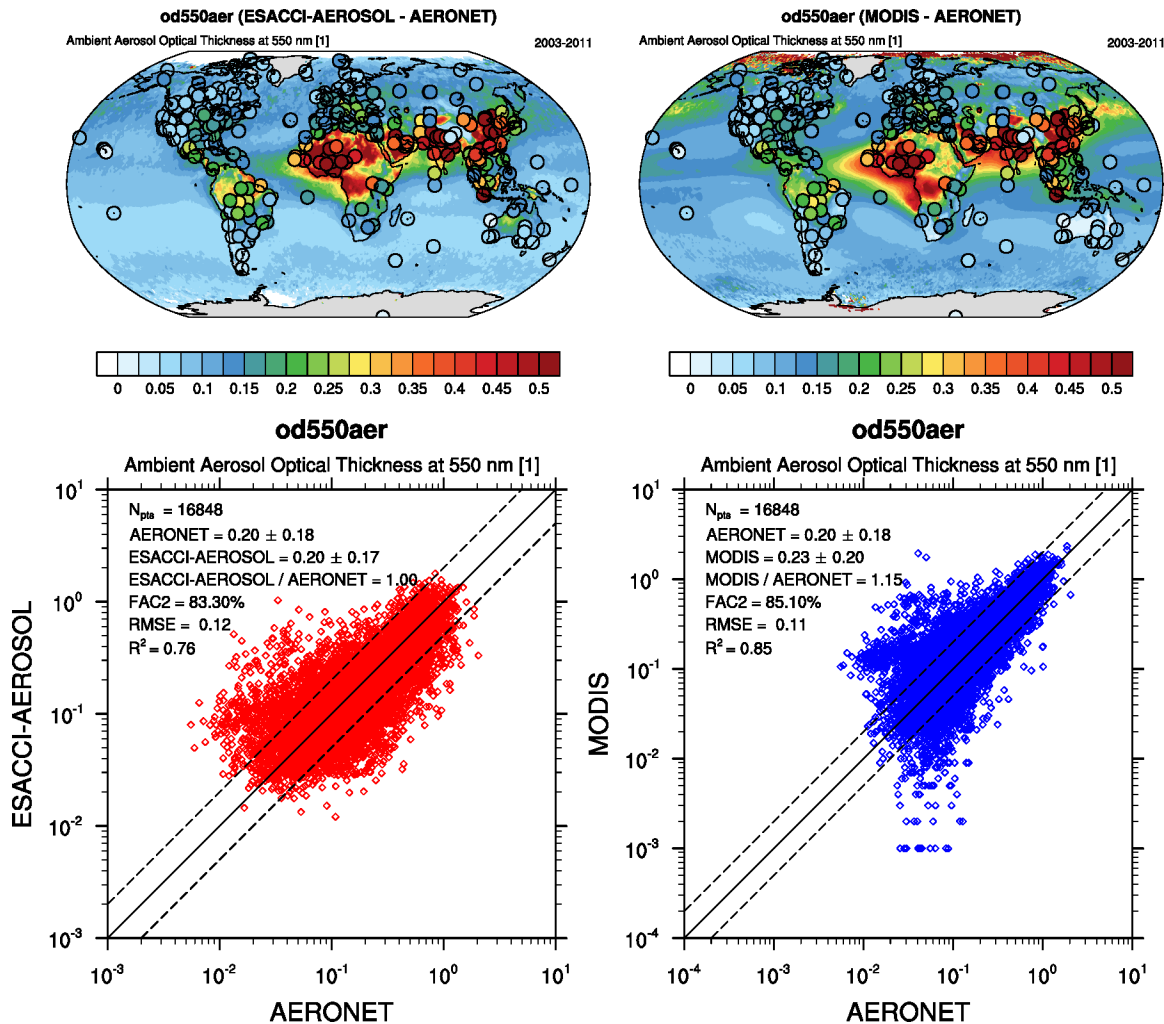 od550aer (ESACCI-AEROSOL - AERONET)
Ambient Aerosol Optical Thickness at 550 nm [1] 2003-2011
0 0.05 0.1 0.15 0.2 0.25 0.3 0.35 0.4 0.45 0.5
od550aer (MODIS - AERONET)
Ambient Aerosol Optical Thickness at 550 nm [1] 2003-2011
0 0.05 0.1 0.15 0.2 0.25 0.3 0.35 0.4 0.45 0.5
od550aer
Ambient Aerosol Optical Thickness at 550 nm [1]
N_pts = 16848
AERONET = 0.20 ± 0.18
ESACCI-AEROSOL = 0.20 ± 0.17
ESACCI-AEROSOL / AERONET = 1.00
FAC2 = 83.30%
RMSE = 0.12
R² = 0.76
10¹
10⁰
10⁻¹
10⁻²
10⁻³
ESACCI-AEROSOL
10⁻³ 10⁻² 10⁻¹ 10⁰ 10¹
AERONET
od550aer
Ambient Aerosol Optical Thickness at 550 nm [1]
N_pts = 16848
AERONET = 0.20 ± 0.18
MODIS = 0.23 ± 0.20
MODIS / AERONET = 1.15
FAC2 = 85.10%
RMSE = 0.11
R² = 0.85
10¹
10⁰
10⁻¹
10⁻²
10⁻³
10⁻⁴
MODIS
10⁻⁴ 10⁻³ 10⁻² 10⁻¹ 10⁰ 10¹
AERONET